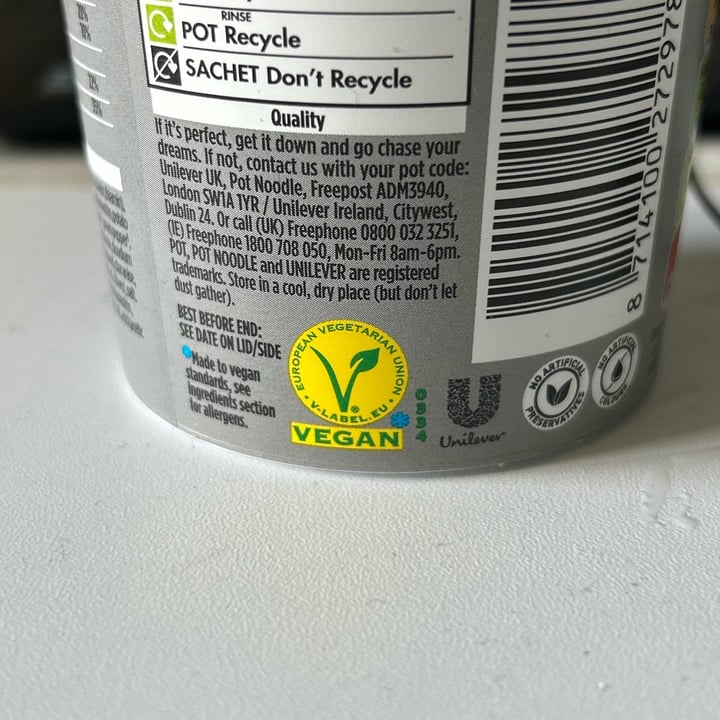 RINSE
POT Recycle
SACHET Don't Recycle
Quality
If it's perfect, get it down and go chase your
dreams. If not, contact us with your pot code:
Unilever UK, Pot Noodle, Freepost ADM3940,
London SW1A 1YR / Unilever Ireland, Citywest,
Dublin 24. Or call (UK) Freephone 0800 032 3251,
(IE) Freephone 1800 708 050, Mon-Fri 8am-6pm.
POT, POT NOODLE and UNILEVER are registered
trademarks. Store in a cool, dry place (but don't let
dust gather).
BEST BEFORE END:
SEE DATE ON LID/SIDE
*Made to vegan
standards, see
ingredients section
for allergens.
EUROPEAN VEGETARIAN UNION
• V-LABEL.EU •
VEGAN*
0334
Unilever
NO ARTIFICIAL
PRESERVATIVES
NO ARTIFICIAL
COLOURS
8 714100 272978